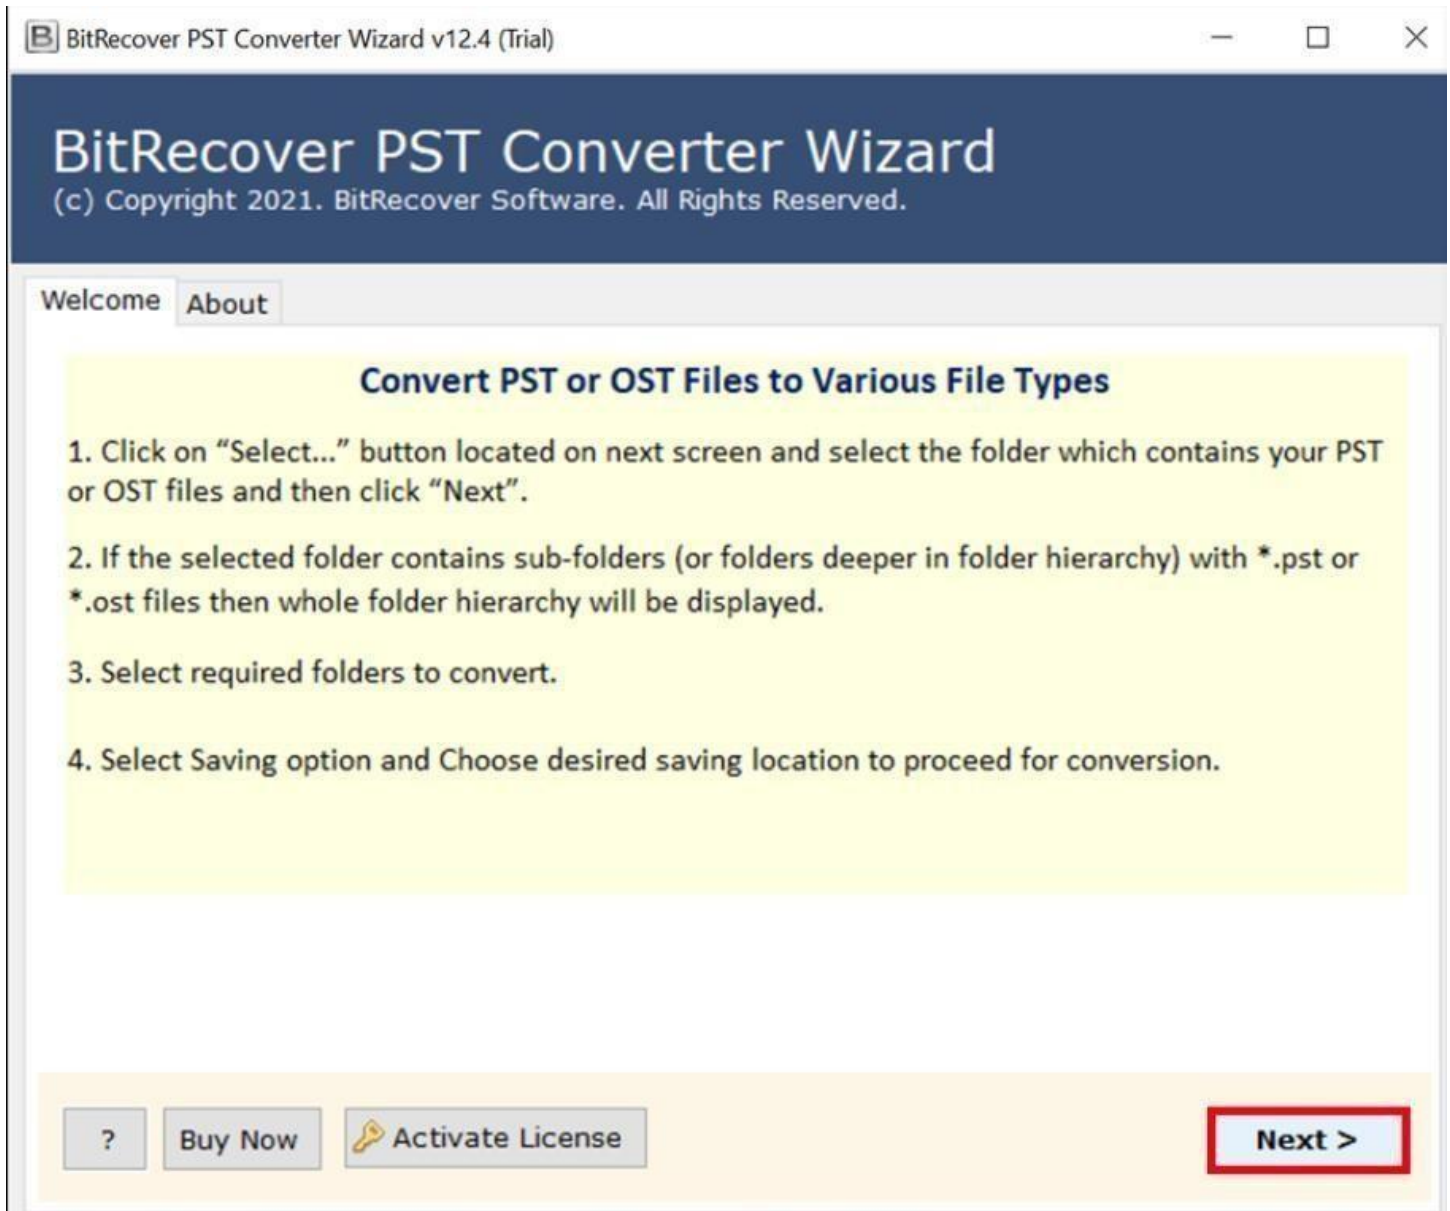 BitRecover PST Converter Wizard v12.4 (Trial)
BitRecover PST Converter Wizard
(c) Copyright 2021. BitRecover Software. All Rights Reserved.
Welcome About
Convert PST or OST Files to Various File Types
1. Click on “Select...” button located on next screen and select the folder which contains your PST
or OST files and then click “Next”.
2. If the selected folder contains sub-folders (or folders deeper in folder hierarchy) with *.pst or
*.ost files then whole folder hierarchy will be displayed.
3. Select required folders to convert.
4. Select Saving option and Choose desired saving location to proceed for conversion.
? Buy Now Activate License Next >